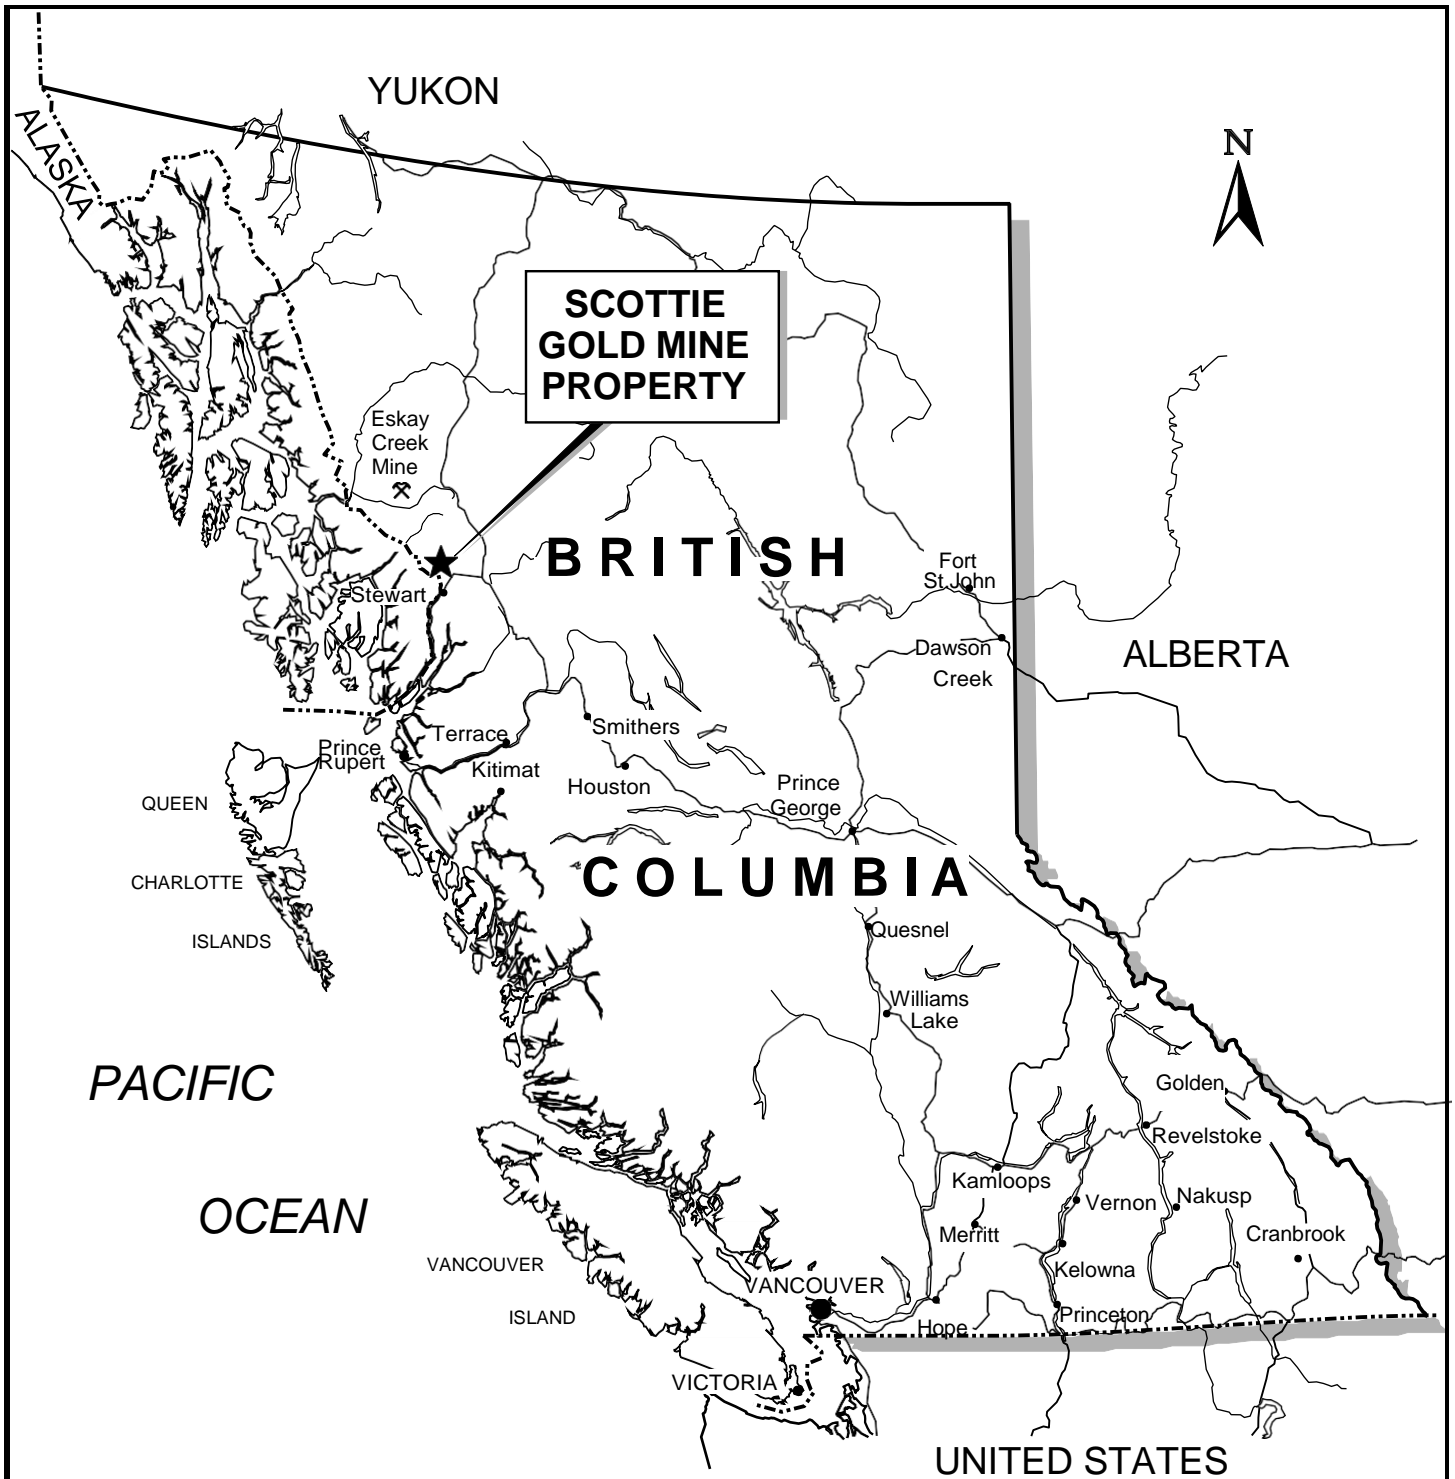 YUKON
ALASKA
N
SCOTTIE
GOLD MINE
PROPERTY
Eskay
Creek
Mine
BRITISH
Fort
St John
Stewart
Dawson
Creek
ALBERTA
Smithers
Terrace
Prince
Rupert
Kitimat
Houston
Prince
George
QUEEN
CHARLOTTE
ISLANDS
COLUMBIA
Quesnel
Williams
Lake
PACIFIC
OCEAN
Golden
Revelstoke
Kamloops
Vernon
Nakusp
Merritt
Cranbrook
VANCOUVER
ISLAND
Kelowna
VANCOUVER
Princeton
Hope
VICTORIA
UNITED STATES